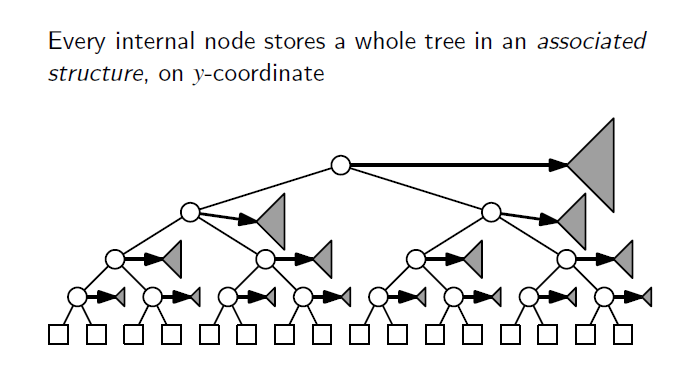 Every internal node stores a whole tree in an associated
structure, on y-coordinate